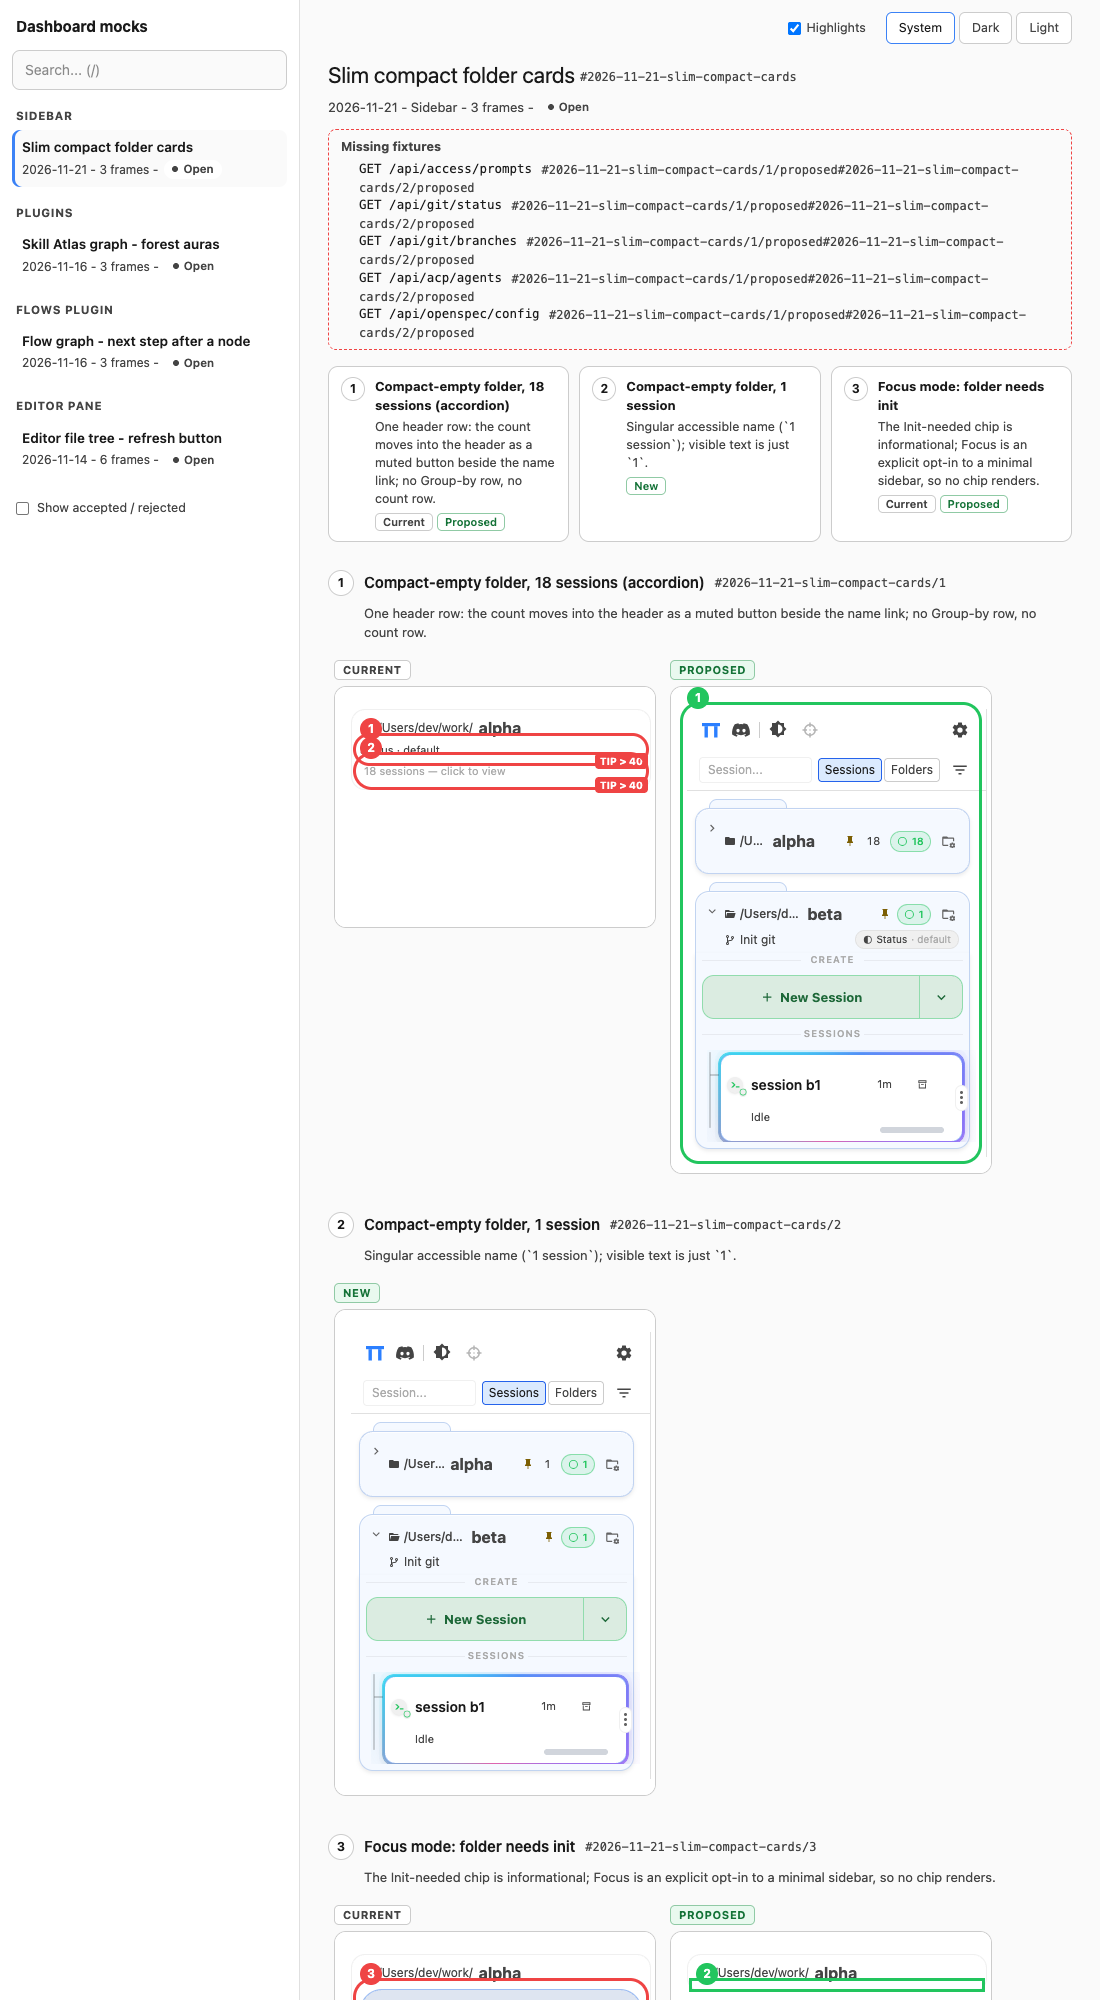 Dashboard mocks
Search... (/)
SIDEBAR
Slim compact folder cards
2026-11-21 - 3 frames - ● Open
PLUGINS
Skill Atlas graph - forest auras
2026-11-16 - 3 frames - ● Open
FLOWS PLUGIN
Flow graph - next step after a node
2026-11-16 - 3 frames - ● Open
EDITOR PANE
Editor file tree - refresh button
2026-11-14 - 6 frames - ● Open
Show accepted / rejected
Highlights
System
Dark
Light
Slim compact folder cards #2026-11-21-slim-compact-cards
2026-11-21 - Sidebar - 3 frames - ● Open
Missing fixtures
GET /api/access/prompts #2026-11-21-slim-compact-cards/1/proposed#2026-11-21-slim-compact-
cards/2/proposed
GET /api/git/status #2026-11-21-slim-compact-cards/1/proposed#2026-11-21-slim-compact-
cards/2/proposed
GET /api/git/branches #2026-11-21-slim-compact-cards/1/proposed#2026-11-21-slim-compact-
cards/2/proposed
GET /api/acp/agents #2026-11-21-slim-compact-cards/1/proposed#2026-11-21-slim-compact-
cards/2/proposed
GET /api/openspec/config #2026-11-21-slim-compact-cards/1/proposed#2026-11-21-slim-compact-
cards/2/proposed
1 Compact-empty folder, 18
sessions (accordion)
One header row: the count
moves into the header as a
muted button beside the name
link; no Group-by row, no
count row.
Current Proposed
2 Compact-empty folder, 1
session
Singular accessible name (`1
session`); visible text is just
`1`.
New
3 Focus mode: folder needs
init
The Init-needed chip is
informational; Focus is an
explicit opt-in to a minimal
sidebar, so no chip renders.
Current Proposed
1 Compact-empty folder, 18 sessions (accordion) #2026-11-21-slim-compact-cards/1
One header row: the count moves into the header as a muted button beside the name link; no Group-by row, no
count row.
CURRENT
1 /Users/dev/work/ alpha
2 us · default
TIP > 40
18 sessions — click to view
TIP > 40
PROPOSED
1
Session...
Sessions
Folders
/U... alpha 18 18
/Users/d... beta 1
Init git Status · default
CREATE
+ New Session
SESSIONS
session b1 1m
Idle
2 Compact-empty folder, 1 session #2026-11-21-slim-compact-cards/2
Singular accessible name (`1 session`); visible text is just `1`.
NEW
Session...
Sessions
Folders
/User... alpha 1 1
/Users/d... beta 1
Init git
CREATE
+ New Session
SESSIONS
session b1 1m
Idle
3 Focus mode: folder needs init #2026-11-21-slim-compact-cards/3
The Init-needed chip is informational; Focus is an explicit opt-in to a minimal sidebar, so no chip renders.
CURRENT
3 /Users/dev/work/ alpha
PROPOSED
2 /Users/dev/work/ alpha